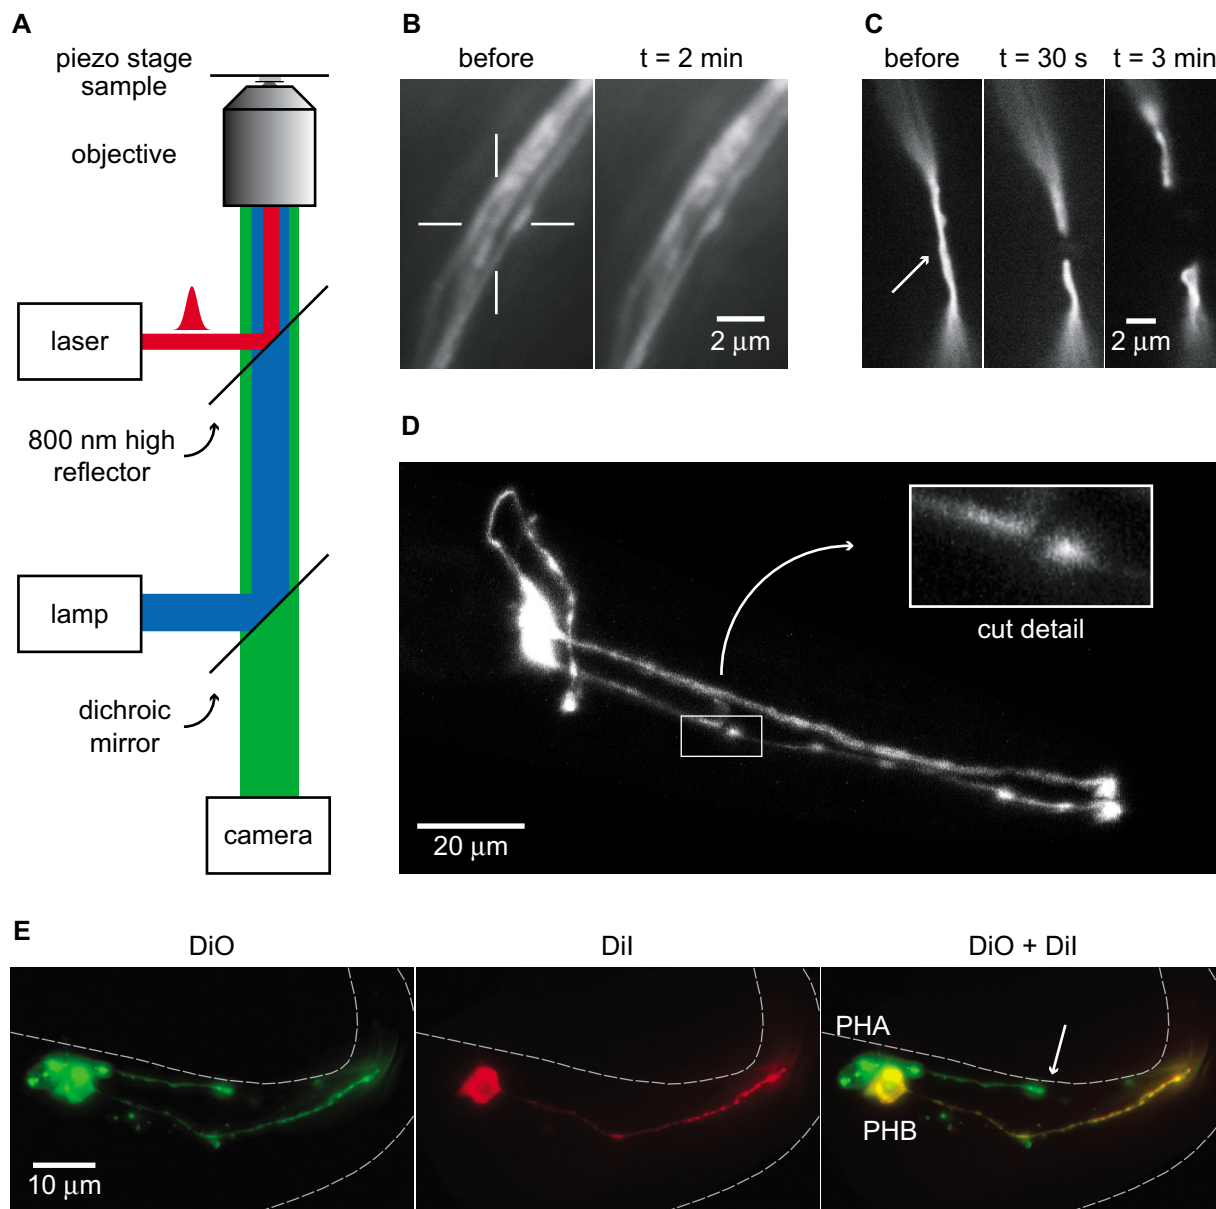 A
piezo stage
sample
objective
laser
800 nm high
reflector
lamp
dichroic
mirror
camera
B
before
t = 2 min
2 μm
C
before
t = 30 s
t = 3 min
2 μm
D
cut detail
20 μm
E
DiO
DiI
DiO + DiI
PHA
PHB
10 μm